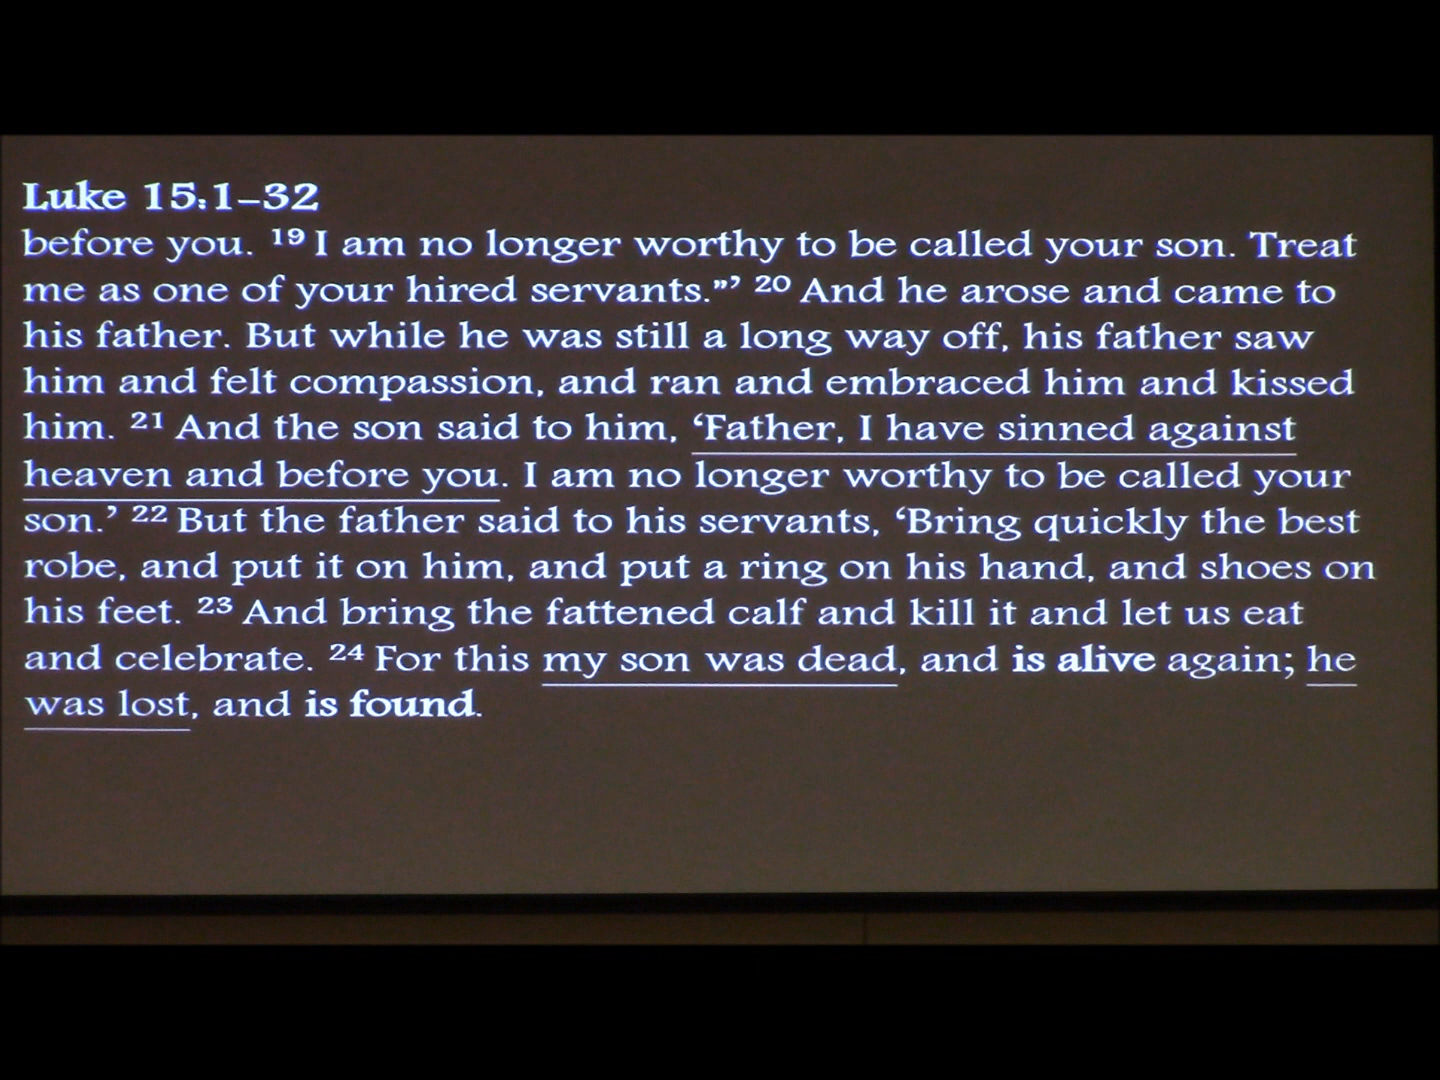 Luke 15:1–32
before you. ¹⁹ I am no longer worthy to be called your son. Treat
me as one of your hired servants."’ ²⁰ And he arose and came to
his father. But while he was still a long way off, his father saw
him and felt compassion, and ran and embraced him and kissed
him. ²¹ And the son said to him, ‘Father, I have sinned against
heaven and before you. I am no longer worthy to be called your
son.’ ²² But the father said to his servants, ‘Bring quickly the best
robe, and put it on him, and put a ring on his hand, and shoes on
his feet. ²³ And bring the fattened calf and kill it and let us eat
and celebrate. ²⁴ For this my son was dead, and is alive again; he
was lost, and is found.